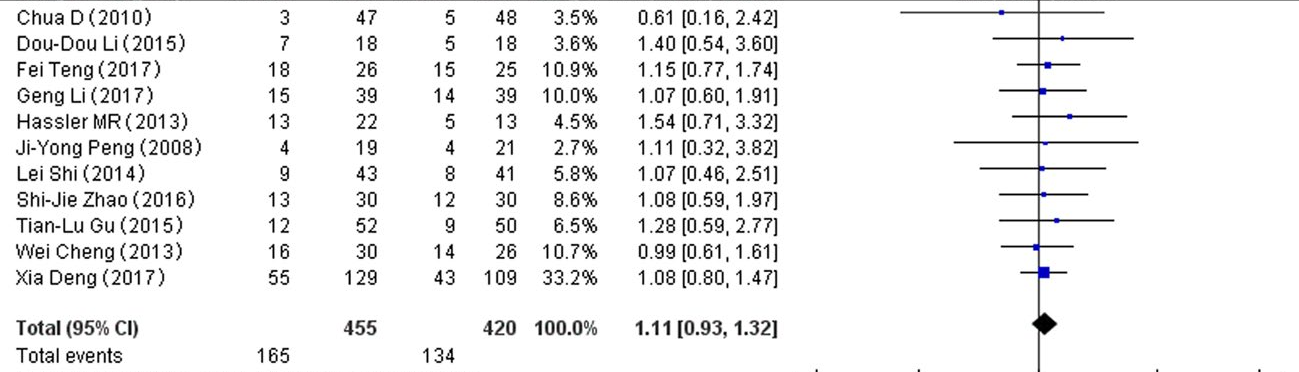 Chua D (2010) 3 47 5 48 3.5% 0.61 [0.16, 2.42]
Dou-Dou Li (2015) 7 18 5 18 3.6% 1.40 [0.54, 3.60]
Fei Teng (2017) 18 26 15 25 10.9% 1.15 [0.77, 1.74]
Geng Li (2017) 15 39 14 39 10.0% 1.07 [0.60, 1.91]
Hassler MR (2013) 13 22 5 13 4.5% 1.54 [0.71, 3.32]
Ji-Yong Peng (2008) 4 19 4 21 2.7% 1.11 [0.32, 3.82]
Lei Shi (2014) 9 43 8 41 5.8% 1.07 [0.46, 2.51]
Shi-Jie Zhao (2016) 13 30 12 30 8.6% 1.08 [0.59, 1.97]
Tian-Lu Gu (2015) 12 52 9 50 6.5% 1.28 [0.59, 2.77]
Wei Cheng (2013) 16 30 14 26 10.7% 0.99 [0.61, 1.61]
Xia Deng (2017) 55 129 43 109 33.2% 1.08 [0.80, 1.47]
Total (95% CI) 455 420 100.0% 1.11 [0.93, 1.32]
Total events 165 134